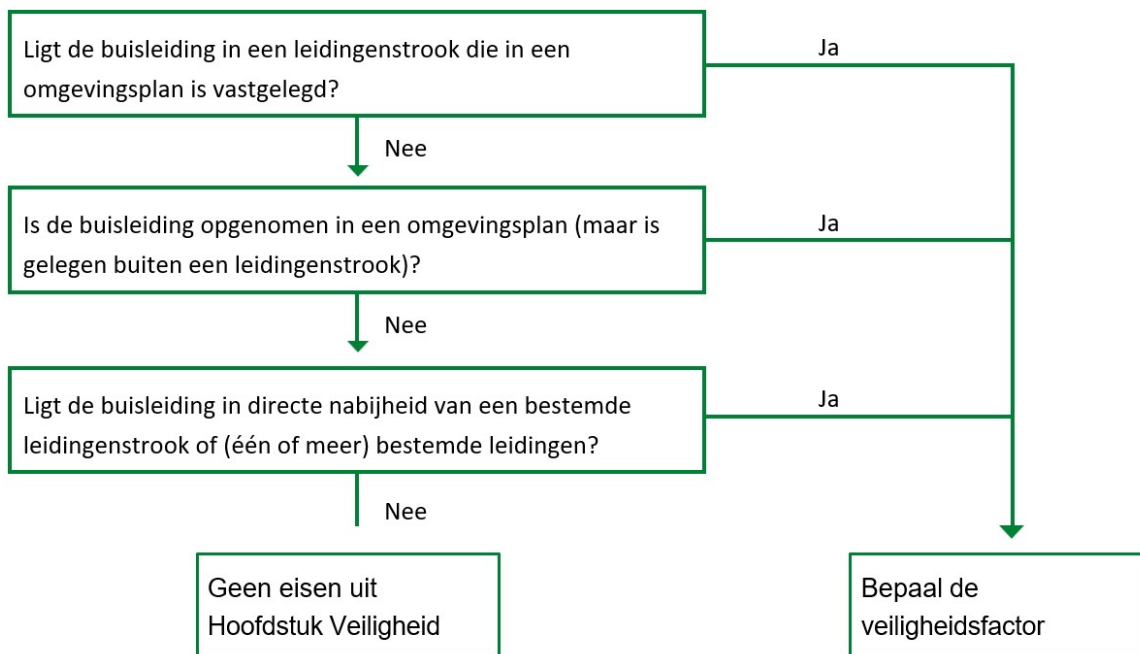 Ligt de buisleiding in een leidingenstrook die in een
omgevingsplan is vastgelegd?
Ja
Nee
Is de buisleiding opgenomen in een omgevingsplan (maar is
gelegen buiten een leidingenstrook)?
Ja
Nee
Ligt de buisleiding in directe nabijheid van een bestemde
leidingenstrook of (één of meer) bestemde leidingen?
Ja
Nee
Geen eisen uit
Hoofdstuk Veiligheid
Bepaal de
veiligheidsfactor